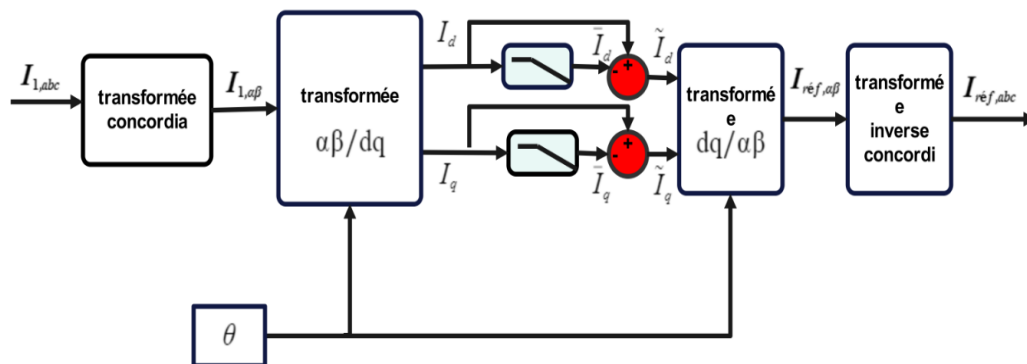 I1,abc
transformée
concordia
I1,αβ
transformée
αβ/dq
Id
Iq
Īd
- +
Ĩd
Īq
- +
Ĩq
transformé
e
dq/αβ
Iréf,αβ
transformé
e
inverse
concordi
Iréf,abc
θ